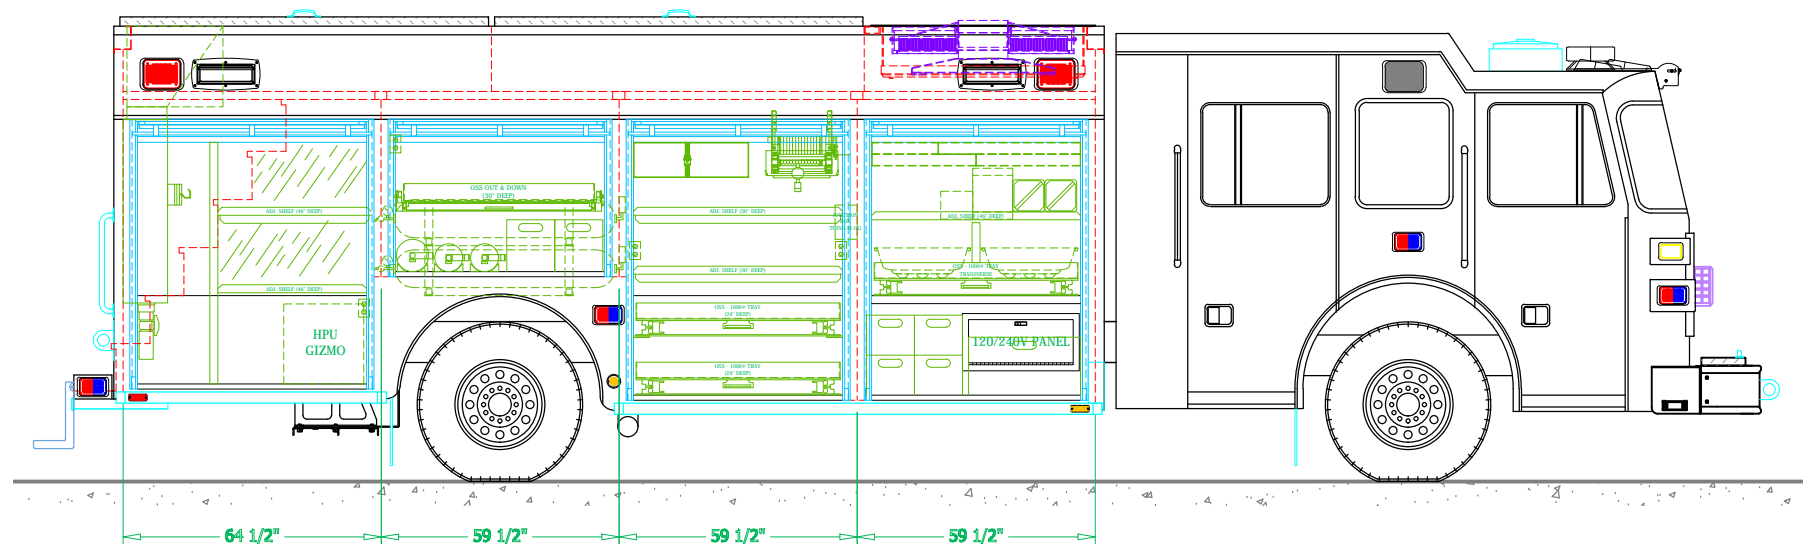 OSS OUT & DOWN
(30" DEEP)
ADJ. SHELF (46" DEEP)
ADJ. SHELF (30" DEEP)
ADJ. SHELF (46" DEEP)
ADJ. SHELF (30" DEEP)
OSS - 1000# TRAY
TRANSVERSE
ADJ. SHELF (46" DEEP)
OSS - 1000# TRAY
(24" DEEP)
HPU
GIZMO
120/240V PANEL
OSS - 1000# TRAY
(24" DEEP)
64 1/2"
59 1/2"
59 1/2"
59 1/2"